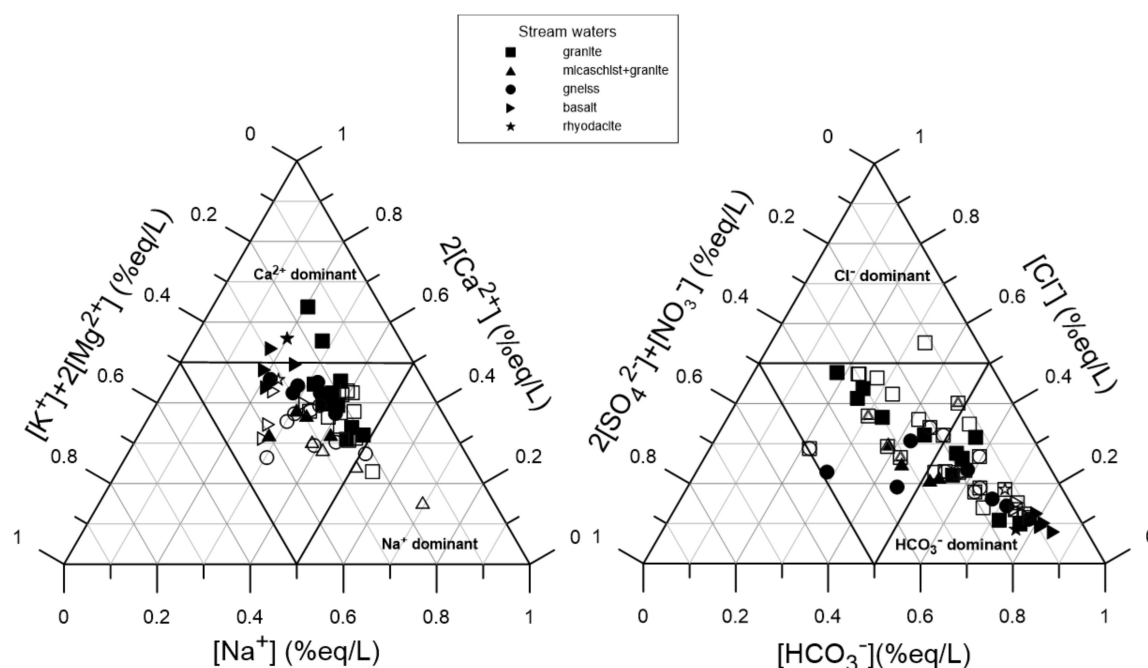 Stream waters
granite
micaschist+granite
gneiss
basalt
rhyodacite
0
1
0.2
0.8
0.4
0.6
0.6
0.4
0.8
0.2
1
0
[K⁺]+2[Mg²⁺] (%eq/L)
2[Ca²⁺] (%eq/L)
Ca²⁺ dominant
Na⁺ dominant
0
0.2
0.4
0.6
0.8
1
[Na⁺] (%eq/L)
0
1
0.2
0.8
0.4
0.6
0.6
0.4
0.8
0.2
1
0
2[SO₄²⁻]+[NO₃⁻] (%eq/L)
[Cl⁻] (%eq/L)
Cl⁻ dominant
HCO₃⁻ dominant
0
0.2
0.4
0.6
0.8
1
[HCO₃⁻](%eq/L)